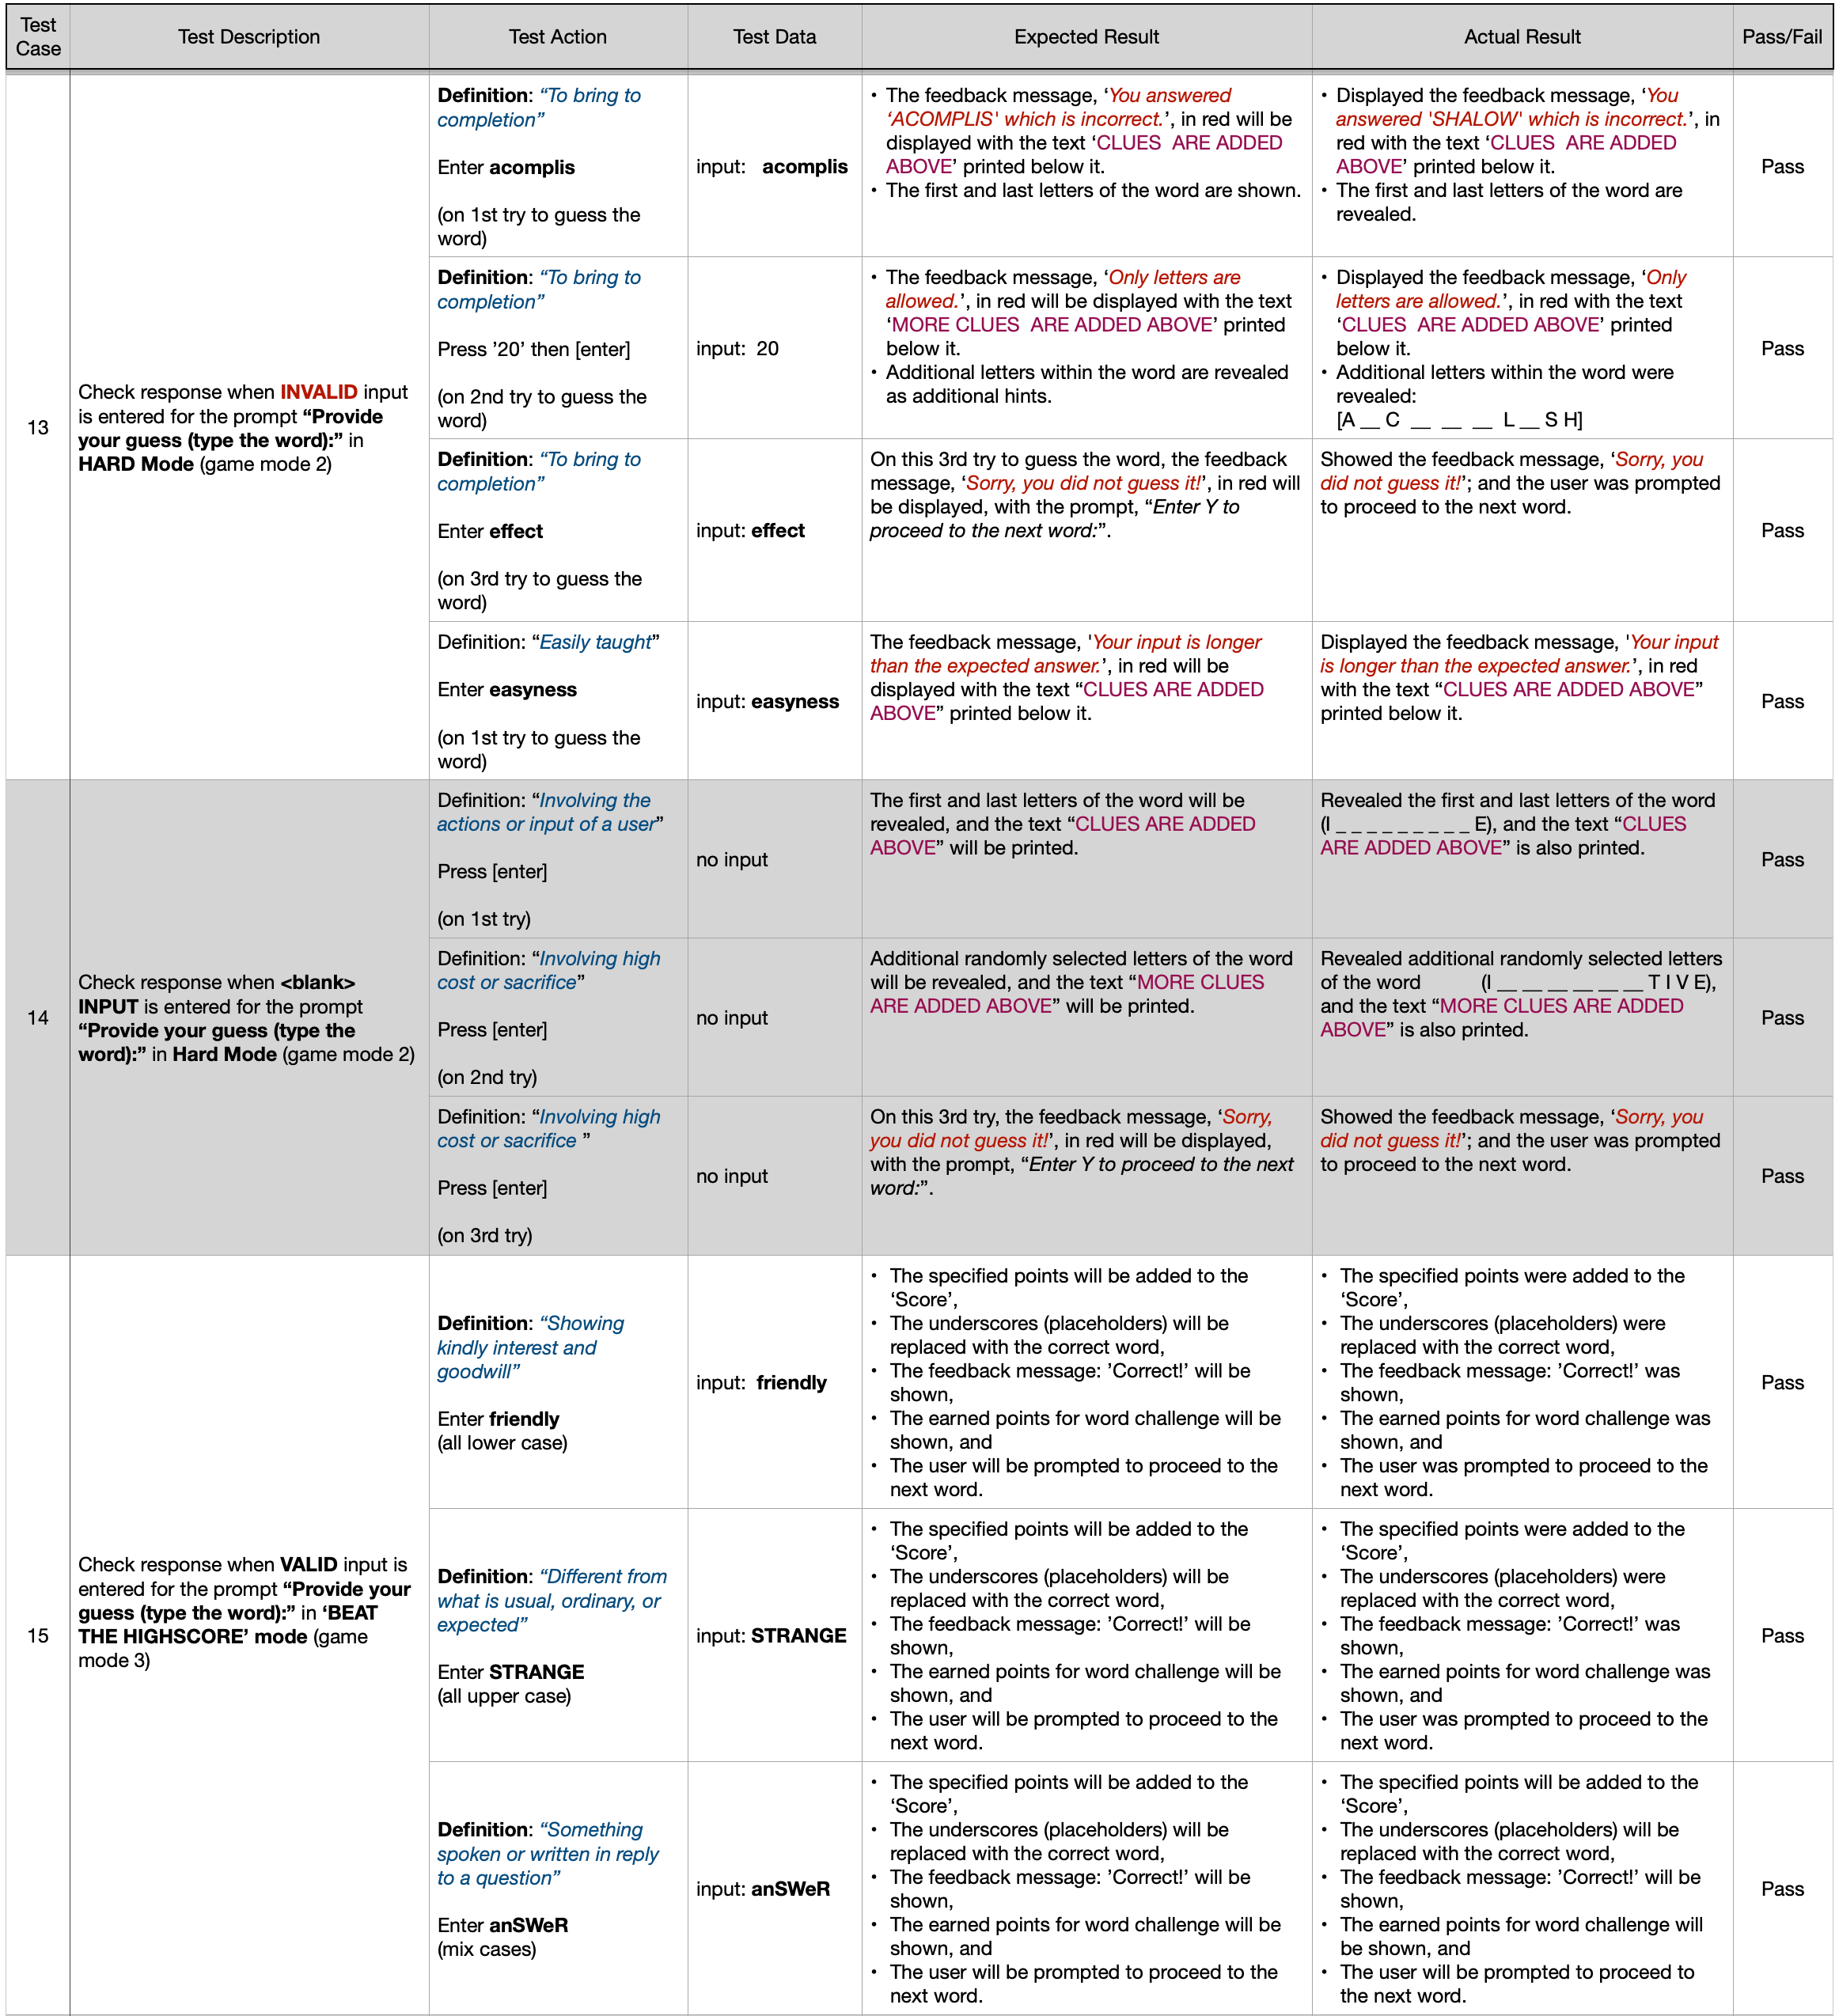 Test Case
Test Description
Test Action
Test Data
Expected Result
Actual Result
Pass/Fail
13
Check response when INVALID input
is entered for the prompt “Provide
your guess (type the word):” in
HARD Mode (game mode 2)
Definition: “To bring to
completion”
Enter acomplis
(on 1st try to guess the
word)
input: acomplis
• The feedback message, ‘You answered
‘ACOMPLIS' which is incorrect.’, in red will be
displayed with the text ‘CLUES ARE ADDED
ABOVE’ printed below it.
• The first and last letters of the word are shown.
• Displayed the feedback message, ‘You
answered 'SHALOW' which is incorrect.’, in
red with the text ‘CLUES ARE ADDED
ABOVE’ printed below it.
• The first and last letters of the word are
revealed.
Pass
Definition: “To bring to
completion”
Press ’20’ then [enter]
(on 2nd try to guess the
word)
input: 20
• The feedback message, ‘Only letters are
allowed.’, in red will be displayed with the text
‘MORE CLUES ARE ADDED ABOVE’ printed
below it.
• Additional letters within the word are revealed
as additional hints.
• Displayed the feedback message, ‘Only
letters are allowed.’, in red with the text
‘CLUES ARE ADDED ABOVE’ printed
below it.
• Additional letters within the word were
revealed:
[A __ C __ __ __ L __ S H]
Pass
Definition: “To bring to
completion”
Enter effect
(on 3rd try to guess the
word)
input: effect
On this 3rd try to guess the word, the feedback
message, ‘Sorry, you did not guess it!’, in red will
be displayed, with the prompt, “Enter Y to
proceed to the next word:”.
Showed the feedback message, ‘Sorry, you
did not guess it!’; and the user was prompted
to proceed to the next word.
Pass
Definition: “Easily taught”
Enter easyness
(on 1st try to guess the
word)
input: easyness
The feedback message, 'Your input is longer
than the expected answer.’, in red will be
displayed with the text “CLUES ARE ADDED
ABOVE” printed below it.
Displayed the feedback message, 'Your input
is longer than the expected answer.’, in red
with the text “CLUES ARE ADDED ABOVE”
printed below it.
Pass
14
Check response when <blank>
INPUT is entered for the prompt
“Provide your guess (type the
word):” in Hard Mode (game mode 2)
Definition: “Involving the
actions or input of a user”
Press [enter]
(on 1st try)
no input
The first and last letters of the word will be
revealed, and the text “CLUES ARE ADDED
ABOVE” will be printed.
Revealed the first and last letters of the word
(I _ _ _ _ _ _ _ _ _ E), and the text “CLUES
ARE ADDED ABOVE” is also printed.
Pass
Definition: “Involving high
cost or sacrifice”
Press [enter]
(on 2nd try)
no input
Additional randomly selected letters of the word
will be revealed, and the text “MORE CLUES
ARE ADDED ABOVE” will be printed.
Revealed additional randomly selected letters
of the word (I __ __ __ __ __ __ T I V E),
and the text “MORE CLUES ARE ADDED
ABOVE” is also printed.
Pass
Definition: “Involving high
cost or sacrifice ”
Press [enter]
(on 3rd try)
no input
On this 3rd try, the feedback message, ‘Sorry,
you did not guess it!’, in red will be displayed,
with the prompt, “Enter Y to proceed to the next
word:”.
Showed the feedback message, ‘Sorry, you
did not guess it!’; and the user was prompted
to proceed to the next word.
Pass
15
Check response when VALID input is
entered for the prompt “Provide your
guess (type the word):” in ‘BEAT
THE HIGHSCORE’ mode (game
mode 3)
Definition: “Showing
kindly interest and
goodwill”
Enter friendly
(all lower case)
input: friendly
• The specified points will be added to the
‘Score’,
• The underscores (placeholders) will be
replaced with the correct word,
• The feedback message: ’Correct!’ will be
shown,
• The earned points for word challenge will be
shown, and
• The user will be prompted to proceed to the
next word.
• The specified points were added to the
‘Score’,
• The underscores (placeholders) were
replaced with the correct word,
• The feedback message: ’Correct!’ was
shown,
• The earned points for word challenge was
shown, and
• The user was prompted to proceed to the
next word.
Pass
Definition: “Different from
what is usual, ordinary, or
expected”
Enter STRANGE
(all upper case)
input: STRANGE
• The specified points will be added to the
‘Score’,
• The underscores (placeholders) will be
replaced with the correct word,
• The feedback message: ’Correct!’ will be
shown,
• The earned points for word challenge will be
shown, and
• The user will be prompted to proceed to the
next word.
• The specified points were added to the
‘Score’,
• The underscores (placeholders) were
replaced with the correct word,
• The feedback message: ’Correct!’ was
shown,
• The earned points for word challenge was
shown, and
• The user was prompted to proceed to the
next word.
Pass
Definition: “Something
spoken or written in reply
to a question”
Enter anSWeR
(mix cases)
input: anSWeR
• The specified points will be added to the
‘Score’,
• The underscores (placeholders) will be
replaced with the correct word,
• The feedback message: ’Correct!’ will be
shown,
• The earned points for word challenge will be
shown, and
• The user will be prompted to proceed to the
next word.
• The specified points will be added to the
‘Score’,
• The underscores (placeholders) will be
replaced with the correct word,
• The feedback message: ’Correct!’ will be
shown,
• The earned points for word challenge will
be shown, and
• The user will be prompted to proceed to
the next word.
Pass